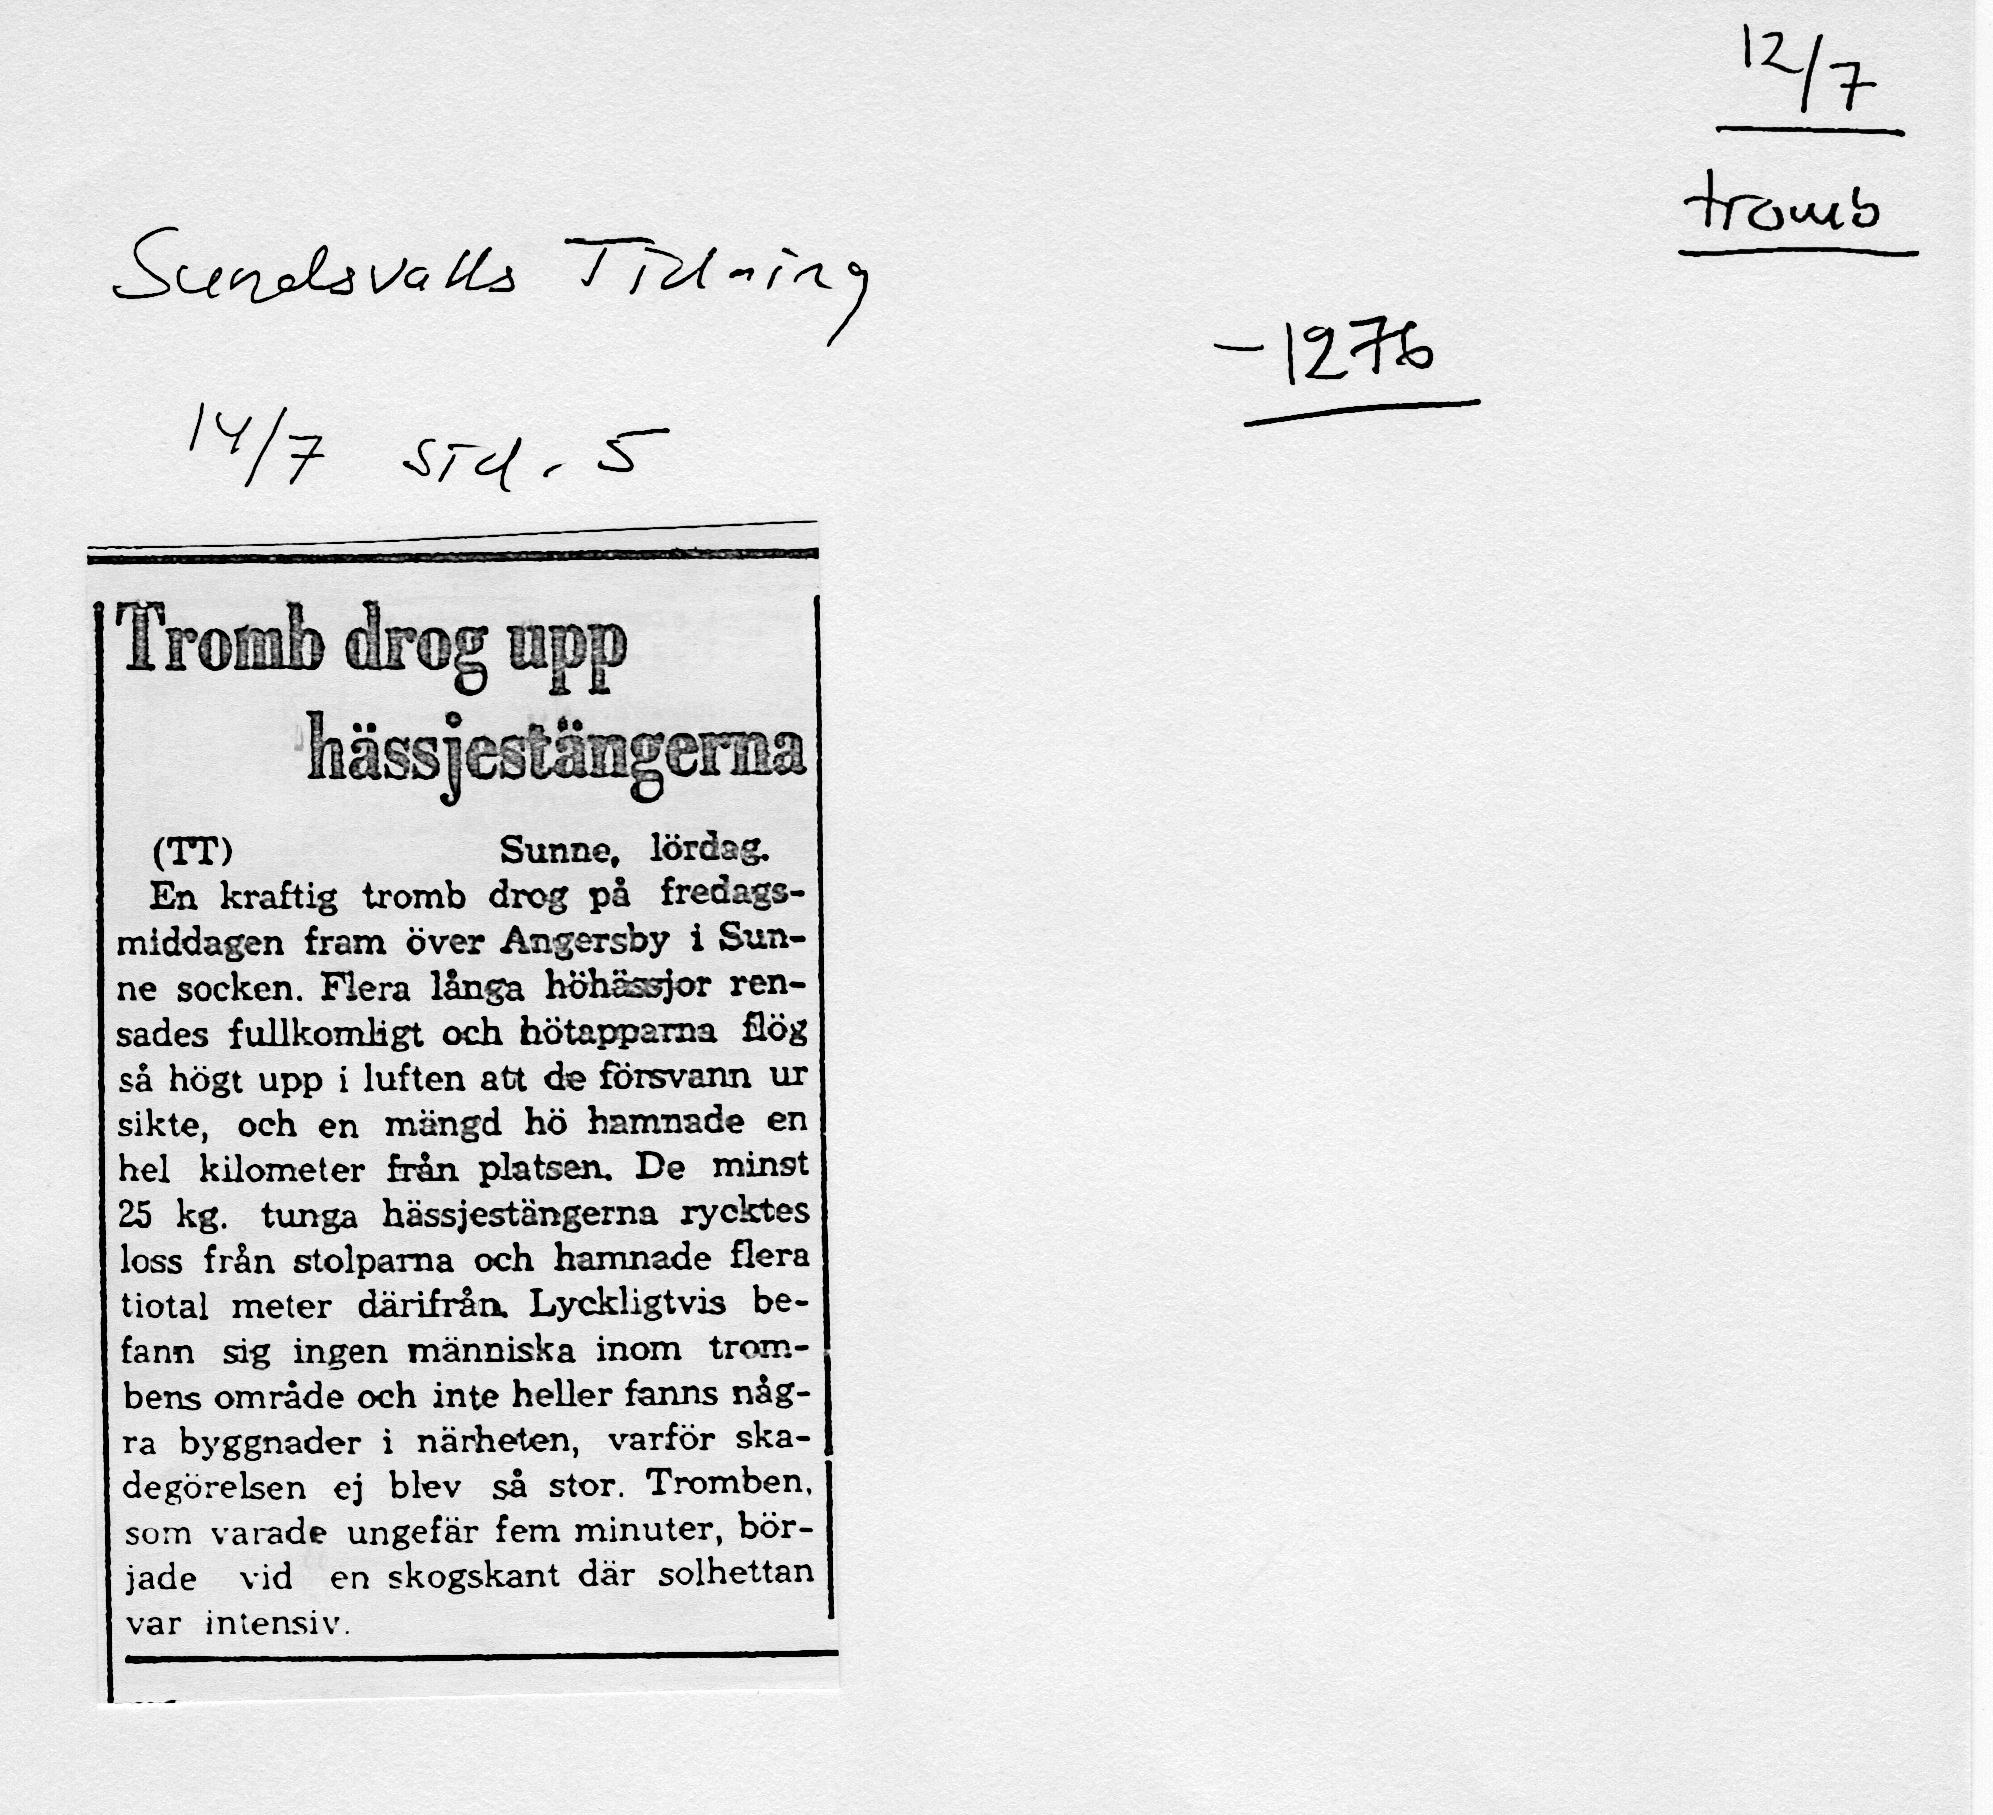 12/7
tromb
Sundsvalls Tidning
-1276
14/7 sid. 5
Tromb drog upp
hässjestängerna
(TT) Sunne, lördag.
En kraftig tromb drog på fredags-
middagen fram över Angersby i Sun-
ne socken. Flera långa höhässjor ren-
sades fullkomligt och hötapparna flög
så högt upp i luften att de försvann ur
sikte, och en mängd hö hamnade en
hel kilometer från platsen. De minst
25 kg. tunga hässjestängerna rycktes
loss från stolparna och hamnade flera
tiotal meter därifrån. Lyckligtvis be-
fann sig ingen människa inom trom-
bens område och inte heller fanns någ-
ra byggnader i närheten, varför ska-
degörelsen ej blev så stor. Tromben,
som varade ungefär fem minuter, bör-
jade vid en skogskant där solhettan
var intensiv.